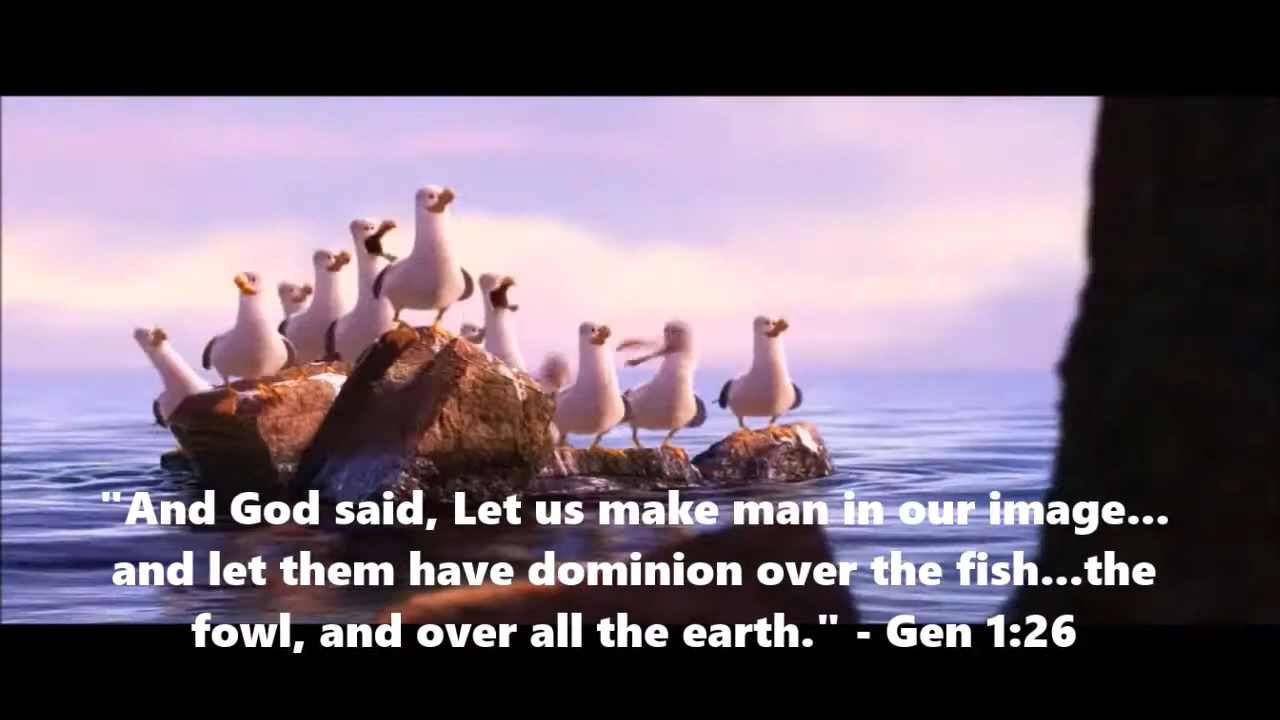 "And God said, Let us make man in our image...
and let them have dominion over the fish...the
fowl, and over all the earth." - Gen 1:26